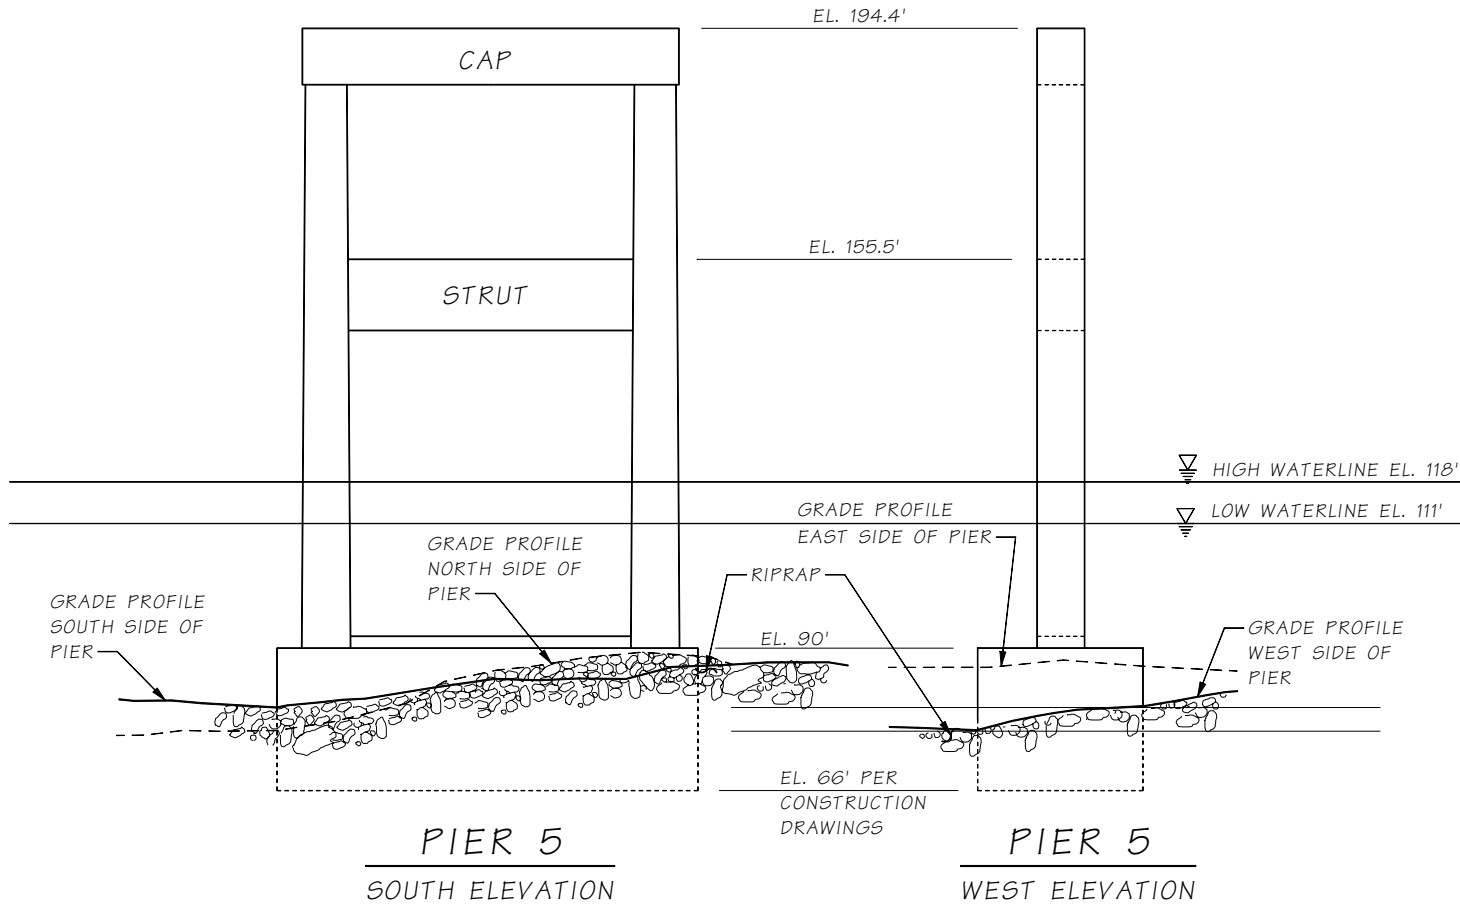 EL. 194.4'
CAP
EL. 155.5'
STRUT
HIGH WATERLINE EL. 118'
LOW WATERLINE EL. 111'
GRADE PROFILE
EAST SIDE OF PIER
GRADE PROFILE
NORTH SIDE OF
PIER
RIPRAP
GRADE PROFILE
SOUTH SIDE OF
PIER
EL. 90'
GRADE PROFILE
WEST SIDE OF
PIER
EL. 66' PER
CONSTRUCTION
DRAWINGS
PIER 5
SOUTH ELEVATION
PIER 5
WEST ELEVATION